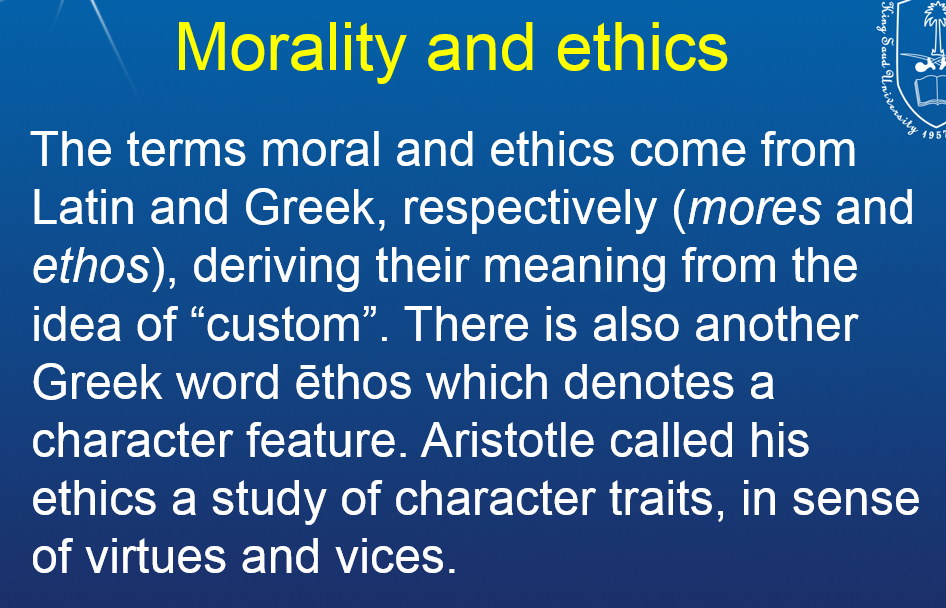 Morality and ethics
King Saud University 1957
The terms moral and ethics come from
Latin and Greek, respectively (mores and
ethos), deriving their meaning from the
idea of “custom”. There is also another
Greek word ēthos which denotes a
character feature. Aristotle called his
ethics a study of character traits, in sense
of virtues and vices.